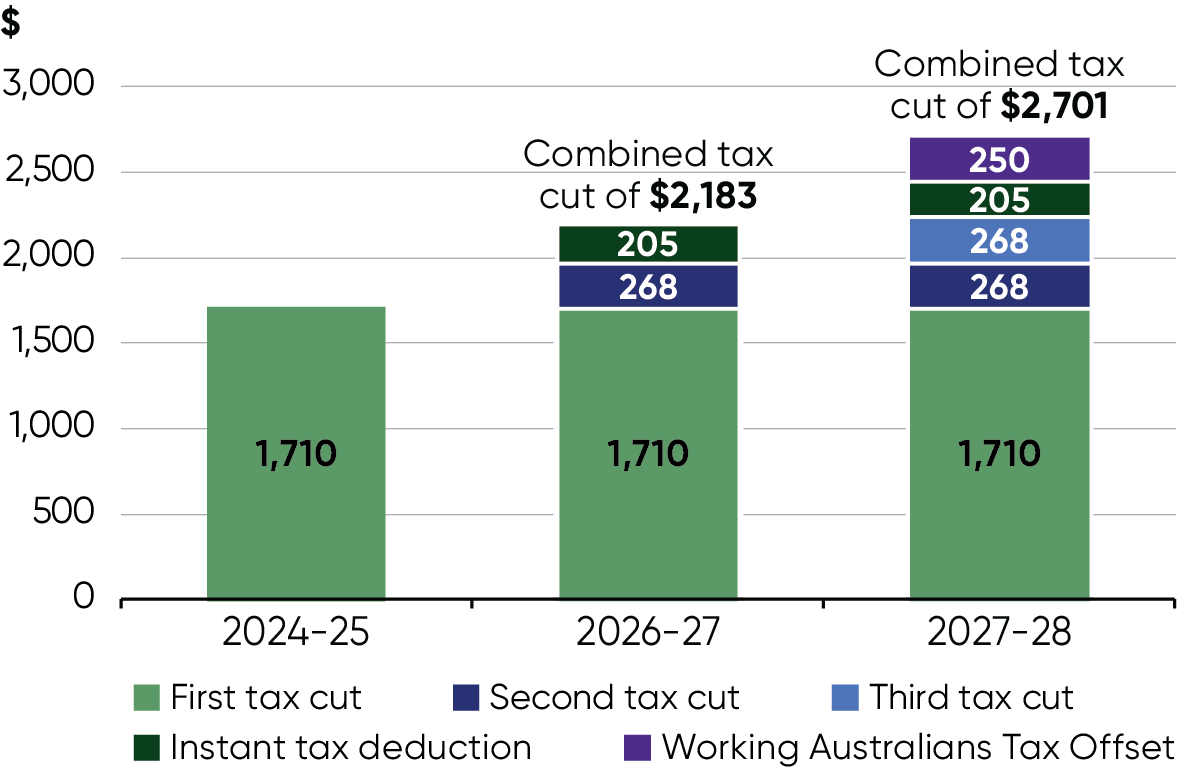 $
3,000
2,500
2,000
1,500
1,000
500
0
Combined tax
cut of $2,183
Combined tax
cut of $2,701
1,710
205
268
1,710
250
205
268
268
1,710
2024-25
2026-27
2027-28
First tax cut
Second tax cut
Third tax cut
Instant tax deduction
Working Australians Tax Offset